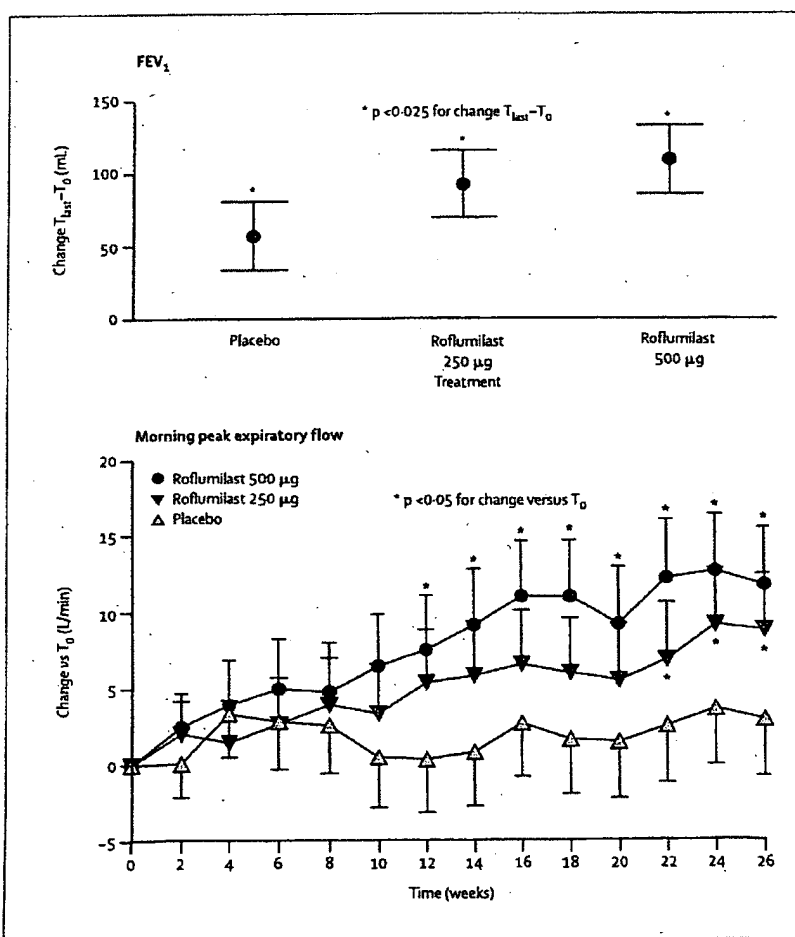 FEV₁
150
100
50
0
Change T_last–T₀ (mL)
* p <0·025 for change T_last–T₀
*
*
*
Placebo
Roflumilast
250 μg
Roflumilast
500 μg
Treatment
Morning peak expiratory flow
20
15
10
5
0
−5
Change vs T₀ (L/min)
Roflumilast 500 μg
Roflumilast 250 μg
Placebo
* p <0·05 for change versus T₀
* * * * * * * *
* * *
0 2 4 6 8 10 12 14 16 18 20 22 24 26
Time (weeks)